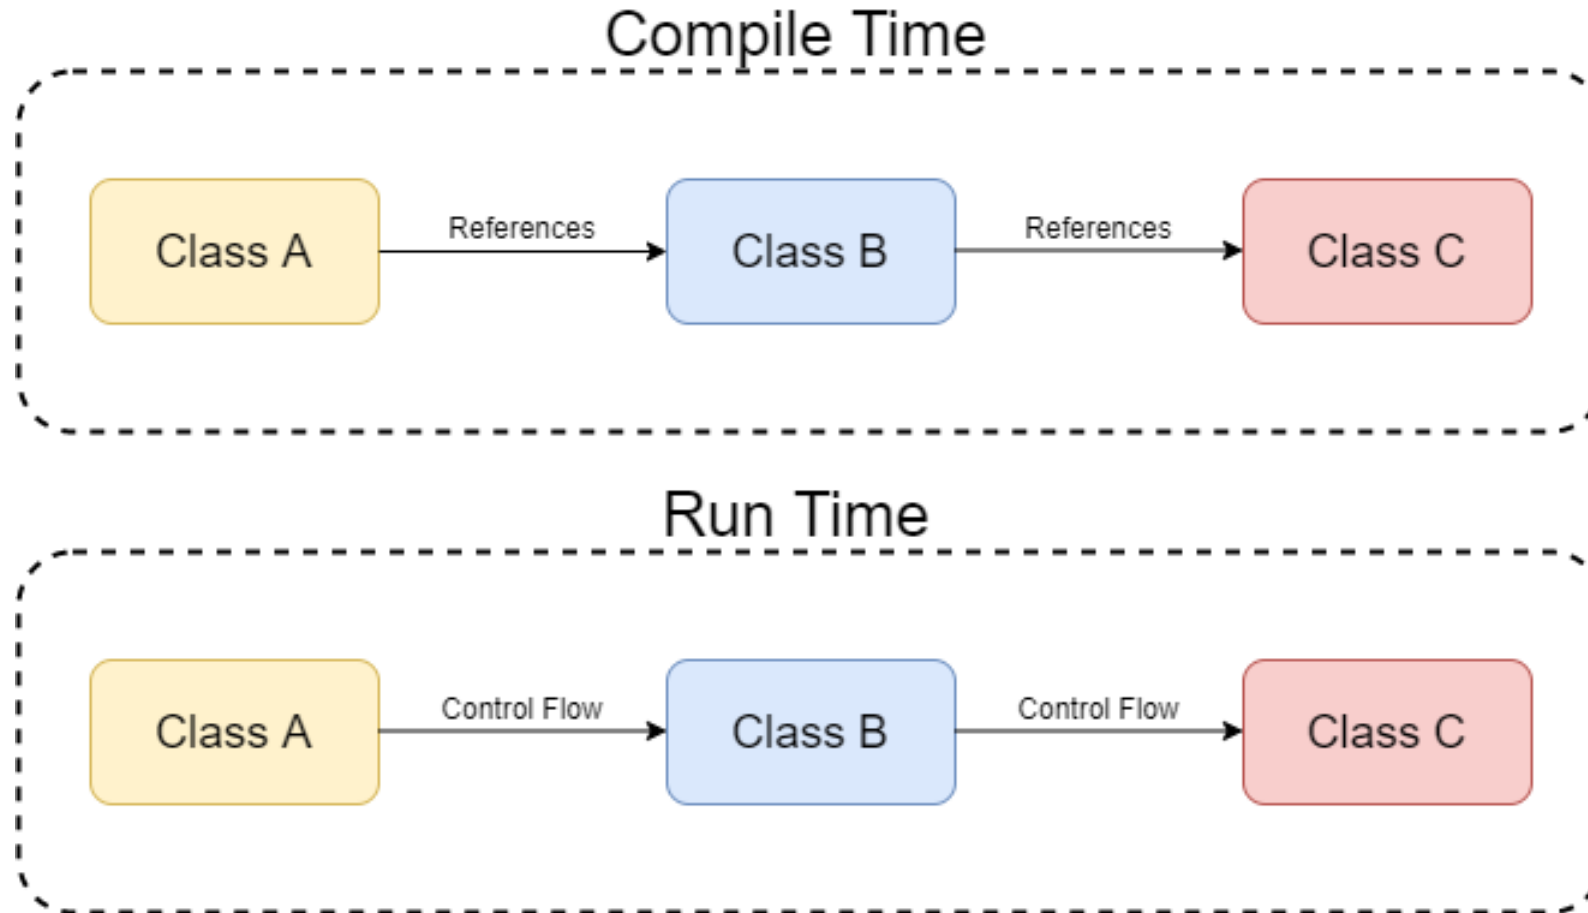 Compile Time
Class A
References
Class B
References
Class C
Run Time
Class A
Control Flow
Class B
Control Flow
Class C